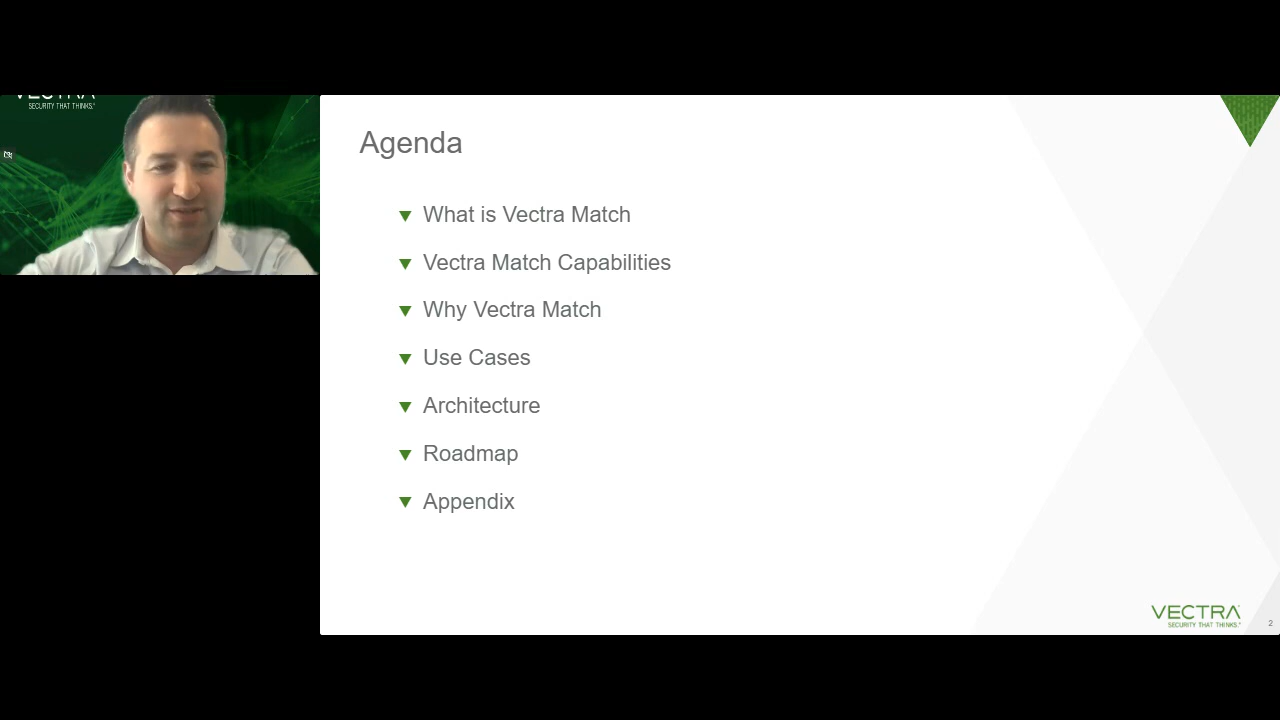 VECTRA
SECURITY THAT THINKS.®
Agenda
What is Vectra Match
Vectra Match Capabilities
Why Vectra Match
Use Cases
Architecture
Roadmap
Appendix
VECTRA
SECURITY THAT THINKS.®
2